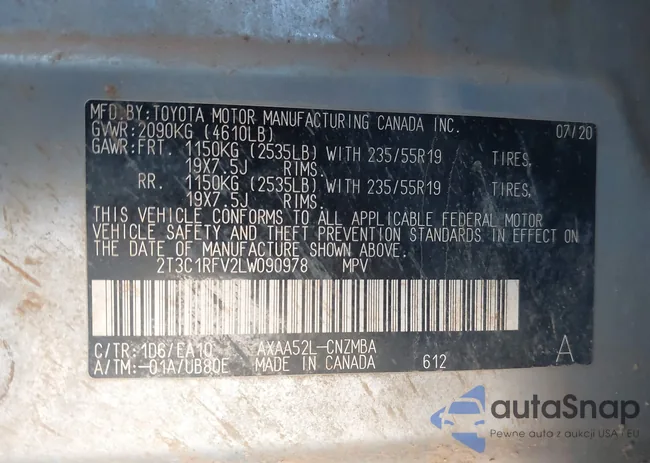 MFD.BY:TOYOTA MOTOR MANUFACTURING CANADA INC. 07/20
GVWR:2090KG (4610LB)
GAWR:FRT. 1150KG (2535LB) WITH 235/55R19 TIRES,
19X7.5J RIMS.
RR. 1150KG (2535LB) WITH 235/55R19 TIRES,
19X7.5J RIMS.
THIS VEHICLE CONFORMS TO ALL APPLICABLE FEDERAL MOTOR
VEHICLE SAFETY AND THEFT PREVENTION STANDARDS IN EFFECT ON
THE DATE OF MANUFACTURE SHOWN ABOVE.
2T3C1RFV2LW090978 MPV
C/TR:1D6/EA10 AXAA52L-CNZMBA
A/TM:-01A/UB80E MADE IN CANADA 612 A
autaSnap
Pewne auto z aukcji USA i EU